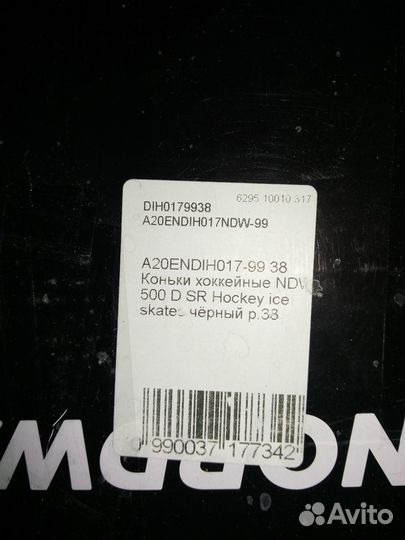 6295 10010 317
DIH0179938
A20ENDIH017NDW-99
A20ENDIH017-99 38
Коньки хоккейные NDW
500 D SR Hockey ice
skates чёрный р.38
0 990037 177342
NORDW
Avito